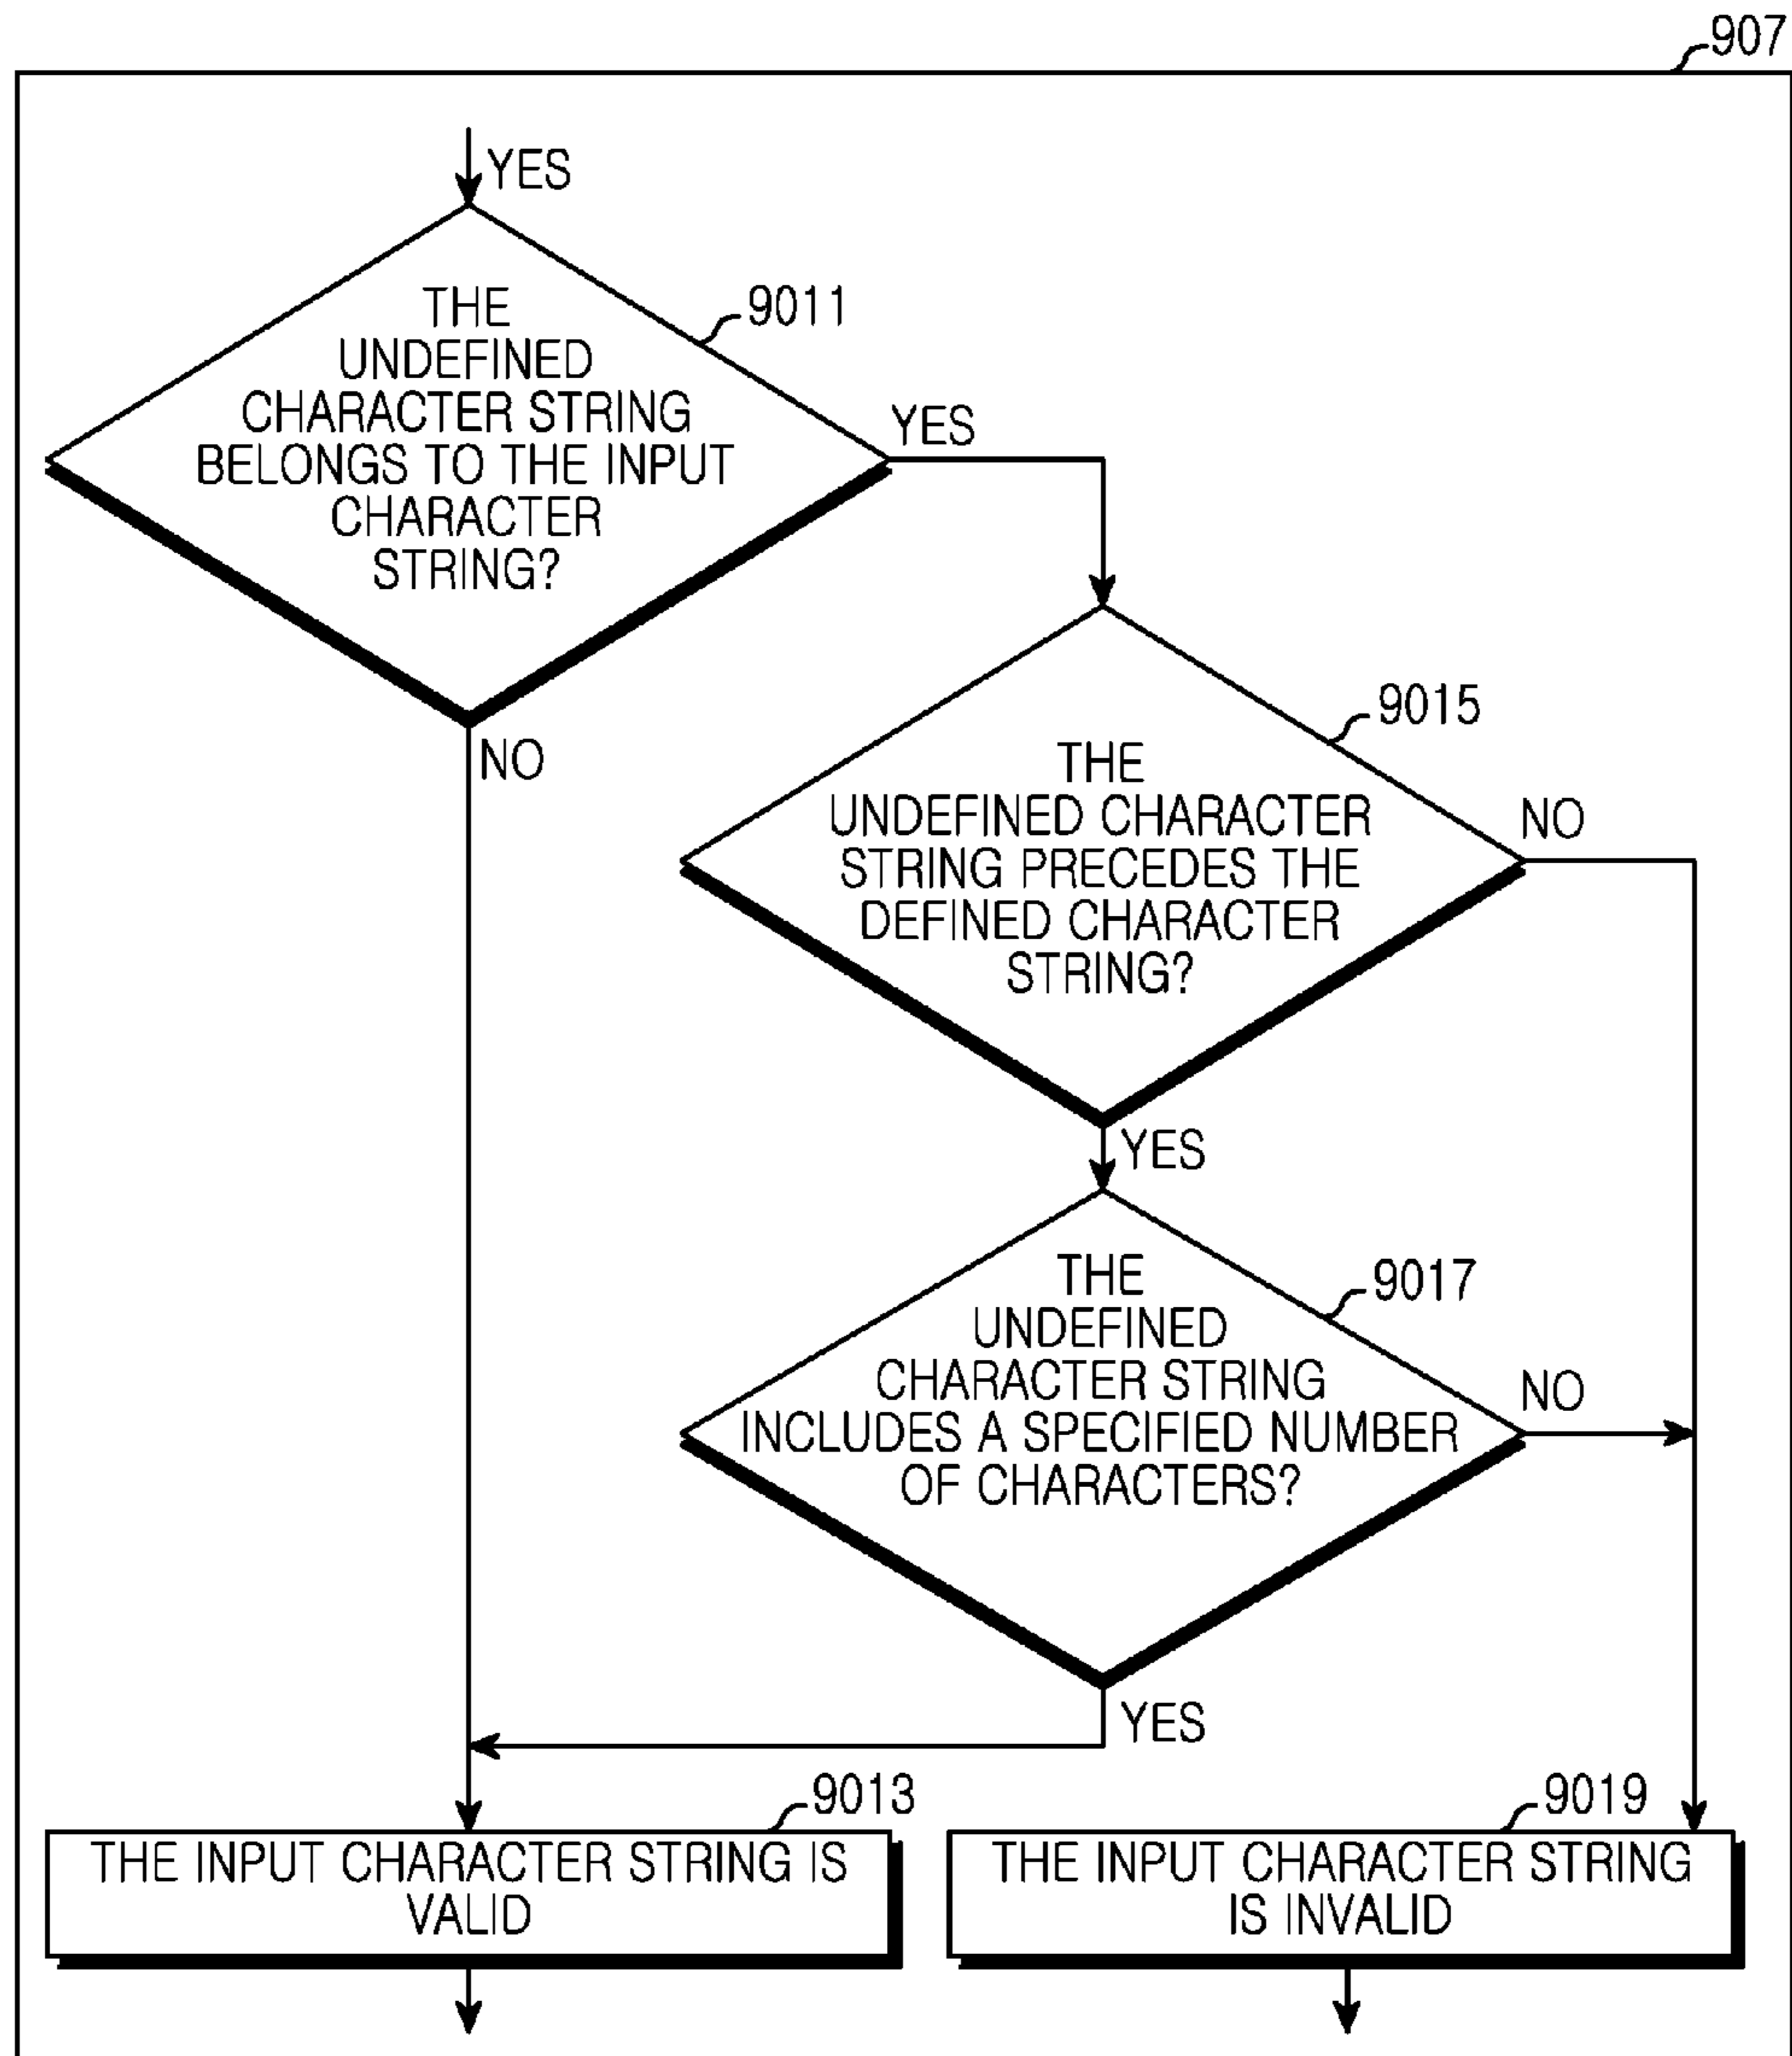 907
YES
9011
THE
UNDEFINED
CHARACTER STRING
BELONGS TO THE INPUT
CHARACTER
STRING?
YES
NO
9015
THE
UNDEFINED CHARACTER
STRING PRECEDES THE
DEFINED CHARACTER
STRING?
NO
YES
9017
THE
UNDEFINED
CHARACTER STRING
INCLUDES A SPECIFIED NUMBER
OF CHARACTERS?
NO
YES
9013
THE INPUT CHARACTER STRING IS
VALID
9019
THE INPUT CHARACTER STRING
IS INVALID